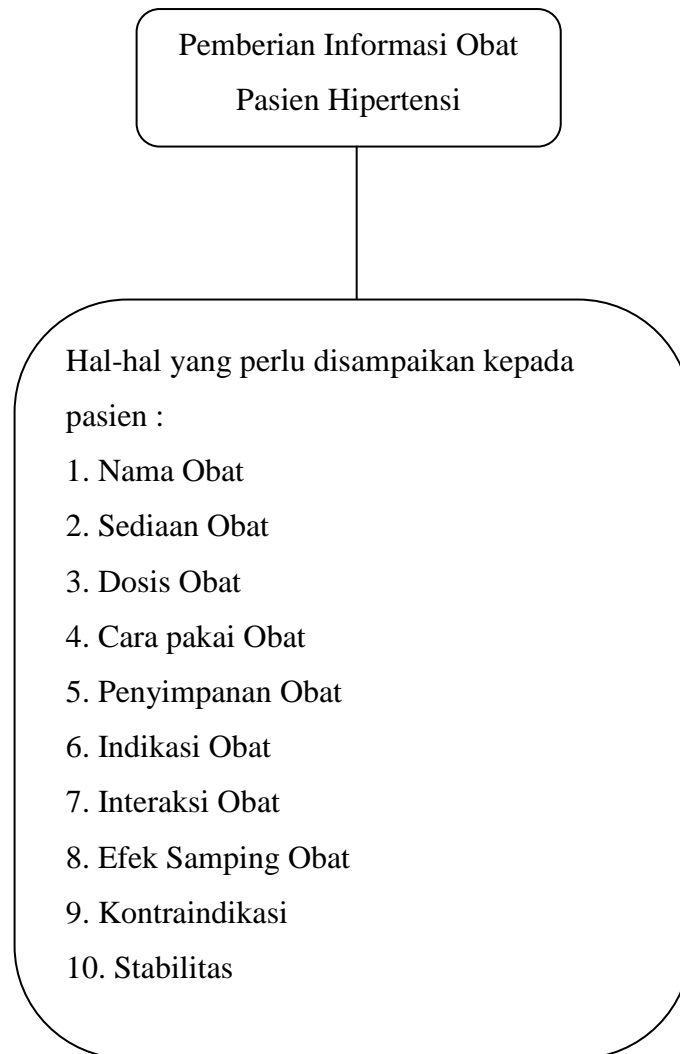 Pemberian Informasi Obat
Pasien Hipertensi
Hal-hal yang perlu disampaikan kepada
pasien :
1. Nama Obat
2. Sediaan Obat
3. Dosis Obat
4. Cara pakai Obat
5. Penyimpanan Obat
6. Indikasi Obat
7. Interaksi Obat
8. Efek Samping Obat
9. Kontraindikasi
10. Stabilitas